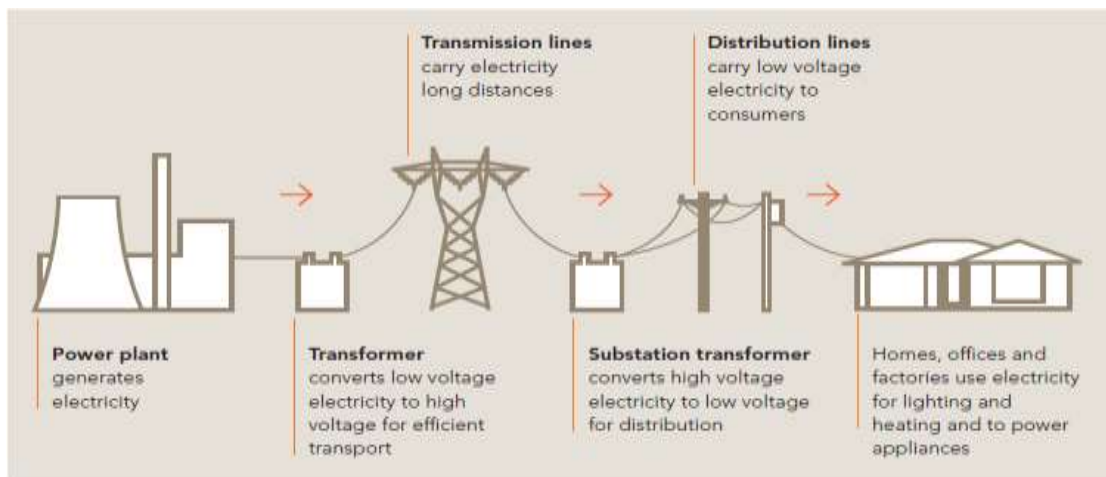 Transmission lines
carry electricity
long distances
Distribution lines
carry low voltage
electricity to
consumers
Power plant
generates
electricity
Transformer
converts low voltage
electricity to high
voltage for efficient
transport
Substation transformer
converts high voltage
electricity to low voltage
for distribution
Homes, offices and
factories use electricity
for lighting and
heating and to power
appliances